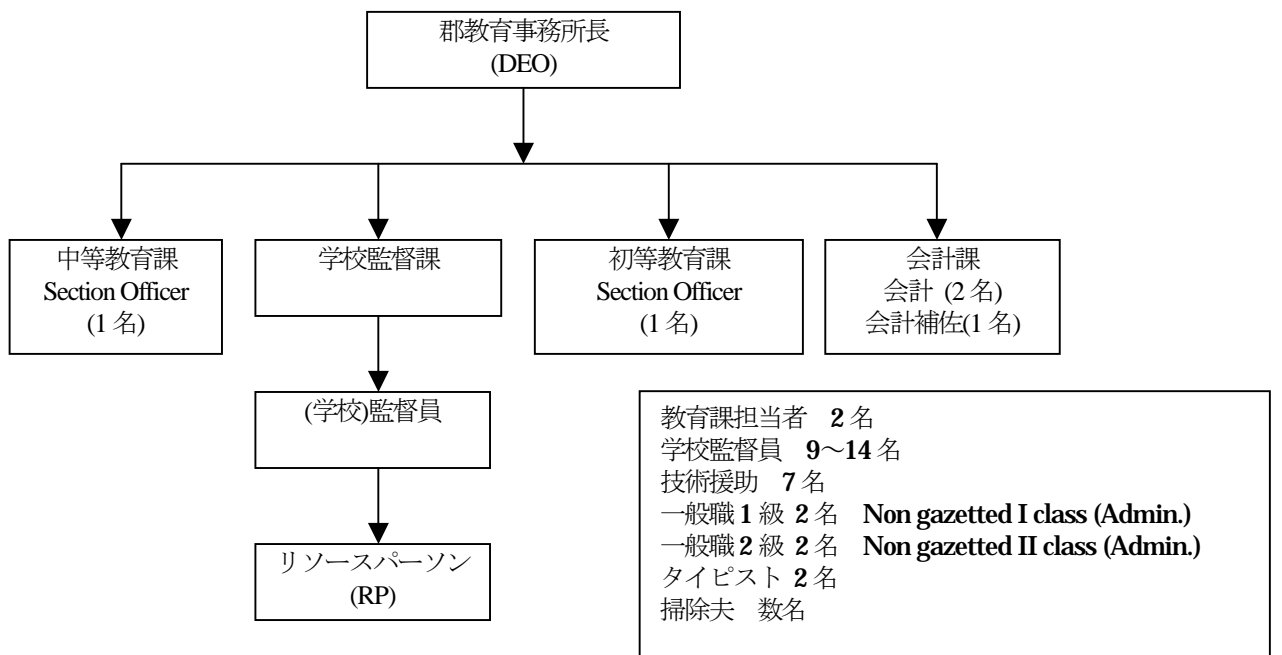 郡教育事務所長
(DEO)
中等教育課
Section Officer
(1 名)
学校監督課
初等教育課
Section Officer
(1 名)
会計課
会計 (2 名)
会計補佐(1 名)
(学校)監督員
リソースパーソン
(RP)
教育課担当者 2 名
学校監督員 9～14 名
技術援助 7 名
一般職 1 級 2 名 Non gazetted I class (Admin.)
一般職 2 級 2 名 Non gazetted II class (Admin.)
タイピスト 2 名
掃除夫 数名